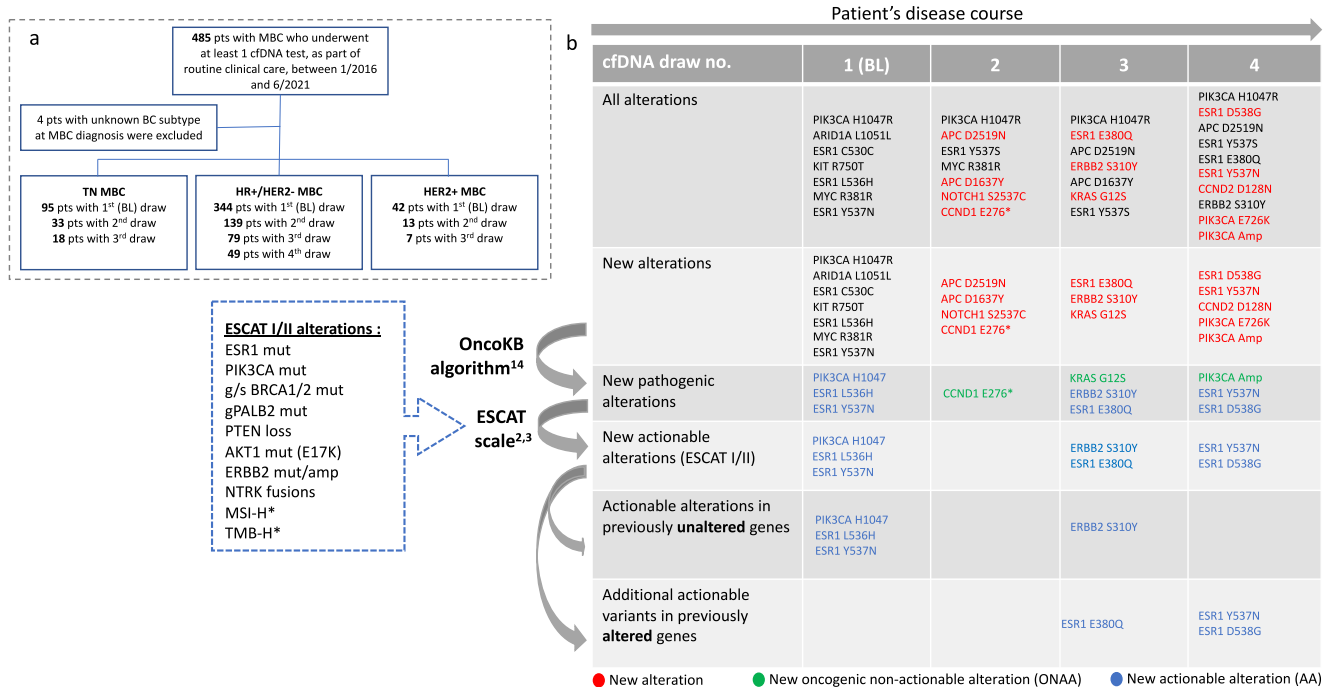 a
485 pts with MBC who underwent
at least 1 cfDNA test, as part of
routine clinical care, between 1/2016
and 6/2021
4 pts with unknown BC subtype
at MBC diagnosis were excluded
TN MBC
95 pts with 1st (BL) draw
33 pts with 2nd draw
18 pts with 3rd draw
HR+/HER2- MBC
344 pts with 1st (BL) draw
139 pts with 2nd draw
79 pts with 3rd draw
49 pts with 4th draw
HER2+ MBC
42 pts with 1st (BL) draw
13 pts with 2nd draw
7 pts with 3rd draw
ESCAT I/II alterations :
ESR1 mut
PIK3CA mut
g/s BRCA1/2 mut
gPALB2 mut
PTEN loss
AKT1 mut (E17K)
ERBB2 mut/amp
NTRK fusions
MSI-H*
TMB-H*
OncoKB
algorithm14
ESCAT
scale2,3
b
Patient's disease course
cfDNA draw no.
1 (BL)
2
3
4
All alterations
PIK3CA H1047R
ARID1A L1051L
ESR1 C530C
KIT R750T
ESR1 L536H
MYC R381R
ESR1 Y537N
PIK3CA H1047R
APC D2519N
ESR1 Y537S
MYC R381R
APC D1637Y
NOTCH1 S2537C
CCND1 E276*
PIK3CA H1047R
ESR1 E380Q
APC D2519N
ERBB2 S310Y
APC D1637Y
KRAS G12S
ESR1 Y537S
PIK3CA H1047R
ESR1 D538G
APC D2519N
ESR1 Y537S
ESR1 E380Q
ESR1 Y537N
CCND2 D128N
ERBB2 S310Y
PIK3CA E726K
PIK3CA Amp
New alterations
PIK3CA H1047R
ARID1A L1051L
ESR1 C530C
KIT R750T
ESR1 L536H
MYC R381R
ESR1 Y537N
APC D2519N
APC D1637Y
NOTCH1 S2537C
CCND1 E276*
ESR1 E380Q
ERBB2 S310Y
KRAS G12S
ESR1 D538G
ESR1 Y537N
CCND2 D128N
PIK3CA E726K
PIK3CA Amp
New pathogenic
alterations
PIK3CA H1047
ESR1 L536H
ESR1 Y537N
CCND1 E276*
KRAS G12S
ERBB2 S310Y
ESR1 E380Q
PIK3CA Amp
ESR1 Y537N
ESR1 D538G
New actionable
alterations (ESCAT I/II)
PIK3CA H1047
ESR1 L536H
ESR1 Y537N
ERBB2 S310Y
ESR1 E380Q
ESR1 Y537N
ESR1 D538G
Actionable alterations in
previously unaltered genes
PIK3CA H1047
ESR1 L536H
ESR1 Y537N
ERBB2 S310Y
Additional actionable
variants in previously
altered genes
ESR1 E380Q
ESR1 Y537N
ESR1 D538G
New alteration
New oncogenic non-actionable alteration (ONAA)
New actionable alteration (AA)